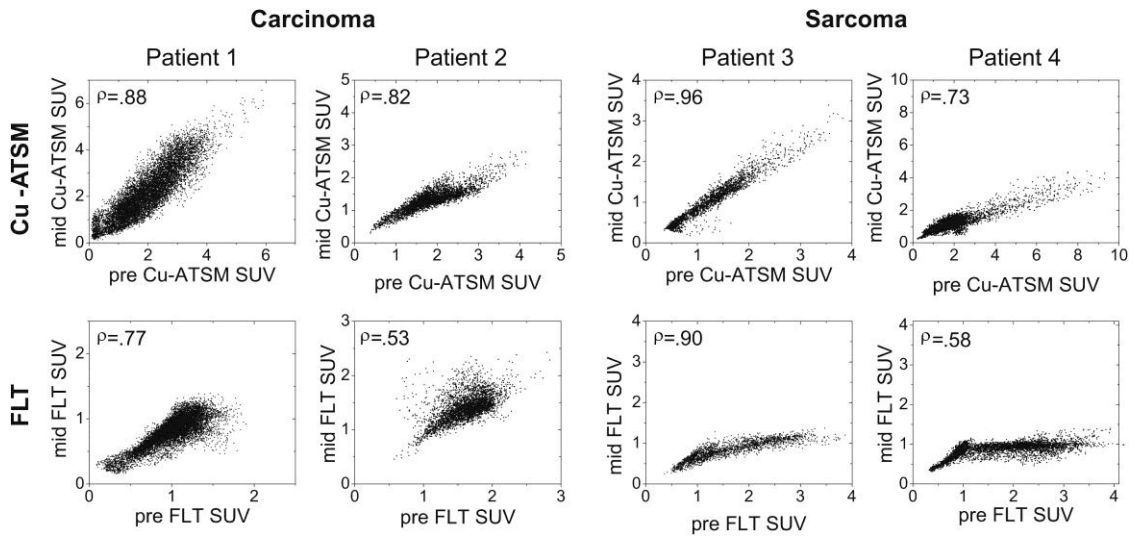 Carcinoma
Sarcoma
Patient 1
Patient 2
Patient 3
Patient 4
Cu -ATSM
mid Cu-ATSM SUV
6
4
2
0
ρ=.88
0
2
4
6
pre Cu-ATSM SUV
mid Cu-ATSM SUV
5
4
3
2
1
0
ρ=.82
0
1
2
3
4
5
pre Cu-ATSM SUV
mid Cu-ATSM SUV
4
3
2
1
0
ρ=.96
0
1
2
3
4
pre Cu-ATSM SUV
mid Cu-ATSM SUV
10
8
6
4
2
0
ρ=.73
0
2
4
6
8
10
pre Cu-ATSM SUV
FLT
mid FLT SUV
2
1
0
ρ=.77
0
1
2
pre FLT SUV
mid FLT SUV
3
2
1
0
ρ=.53
0
1
2
3
pre FLT SUV
mid FLT SUV
4
3
2
1
0
ρ=.90
0
1
2
3
4
pre FLT SUV
mid FLT SUV
4
3
2
1
0
ρ=.58
0
1
2
3
4
pre FLT SUV